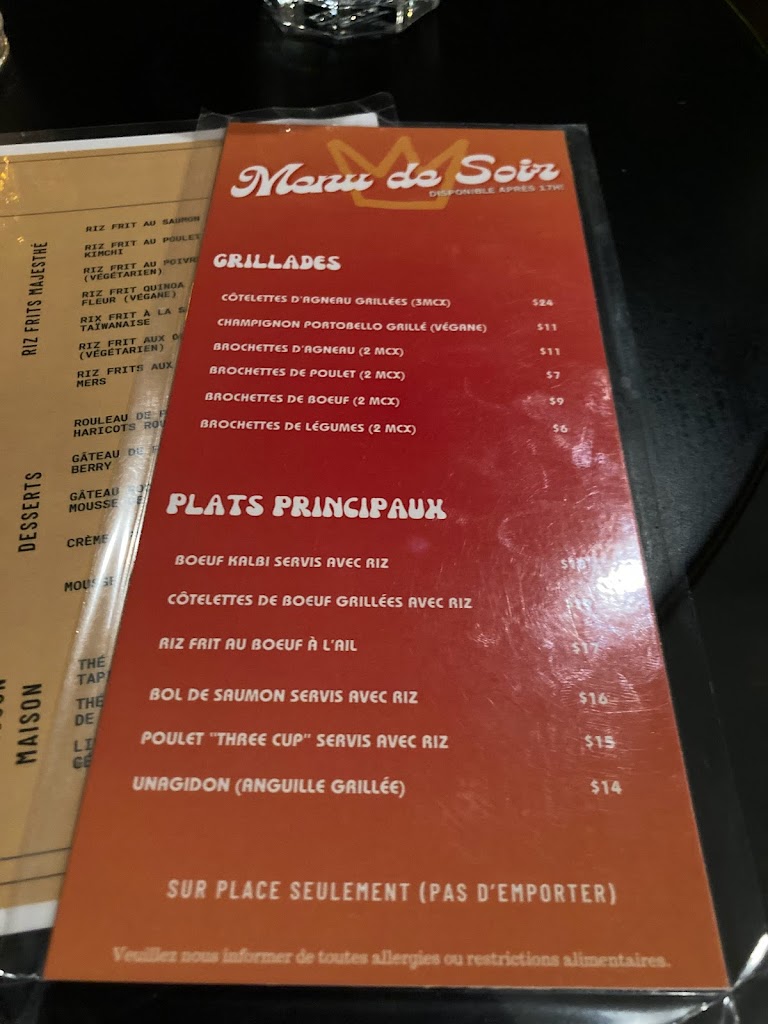 RIZ FRITS MAJESTHÉ
RIZ FRIT AU SAUMON
RIZ FRIT AU POULET
KIMCHI
RIZ FRIT AU POIVR
(VÉGÉTARIEN)
RIZ FRIT QUINOA
FLEUR (VÉGANE)
RIX FRIT À LA S
TAÏWANAISE
RIZ FRIT AUX
(VÉGÉTARIEN)
RIZ FRITS AUX
MERS
DESSERTS
ROULEAU DE
HARICOTS ROU
GÂTEAU
BERRY
GÂTEAU
MOUSSE
CRÈME
MOUSSE
MAISON
THÉ
TAP
THÉ
DE
Menu de Soir
DISPONIBLE APRÈS 17H!
GRILLADES
CÔTELETTES D'AGNEAU GRILLÉES (3MCX) $24
CHAMPIGNON PORTOBELLO GRILLÉ (VÉGANE) $11
BROCHETTES D'AGNEAU (2 MCX) $11
BROCHETTES DE POULET (2 MCX) $7
BROCHETTES DE BOEUF (2 MCX) $9
BROCHETTES DE LÉGUMES (2 MCX) $6
PLATS PRINCIPAUX
BOEUF KALBI SERVIS AVEC RIZ
CÔTELETTES DE BOEUF GRILLÉES AVEC RIZ
RIZ FRIT AU BOEUF À L'AIL $17
BOL DE SAUMON SERVIS AVEC RIZ $16
POULET "THREE CUP" SERVIS AVEC RIZ $15
UNAGIDON (ANGUILLE GRILLÉE) $14
SUR PLACE SEULEMENT (PAS D'EMPORTER)
Veuillez nous informer de toutes allergies ou restrictions alimentaires.